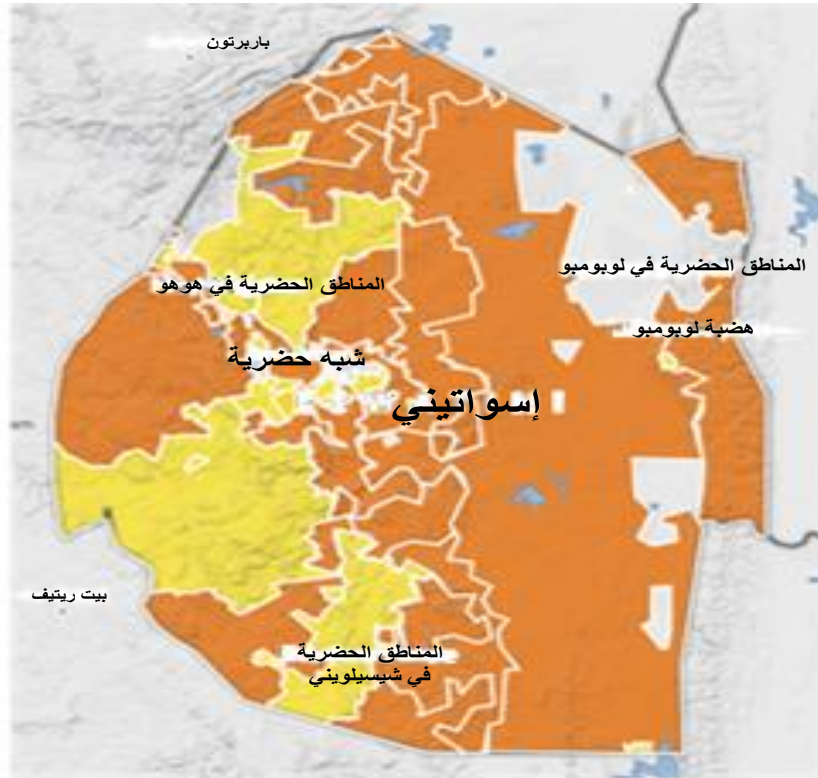 باربرتون
المناطق الحضرية في لوبومبو
المناطق الحضرية في هوهو
هضبة لوبومبو
شبه حضرية
إسواتيني
بيت ريتيف
المناطق الحضرية
في شيسيلويني